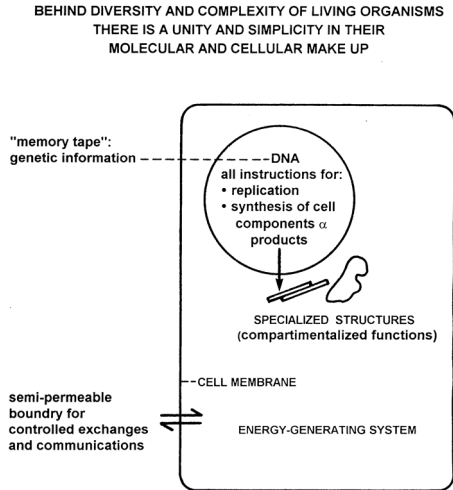 BEHIND DIVERSITY AND COMPLEXITY OF LIVING ORGANISMS
THERE IS A UNITY AND SIMPLICITY IN THEIR
MOLECULAR AND CELLULAR MAKE UP
"memory tape":
genetic information
DNA
all instructions for:
• replication
• synthesis of cell
components α
products
SPECIALIZED STRUCTURES
(compartimentalized functions)
CELL MEMBRANE
semi-permeable
boundry for
controlled exchanges
and communications
ENERGY-GENERATING SYSTEM